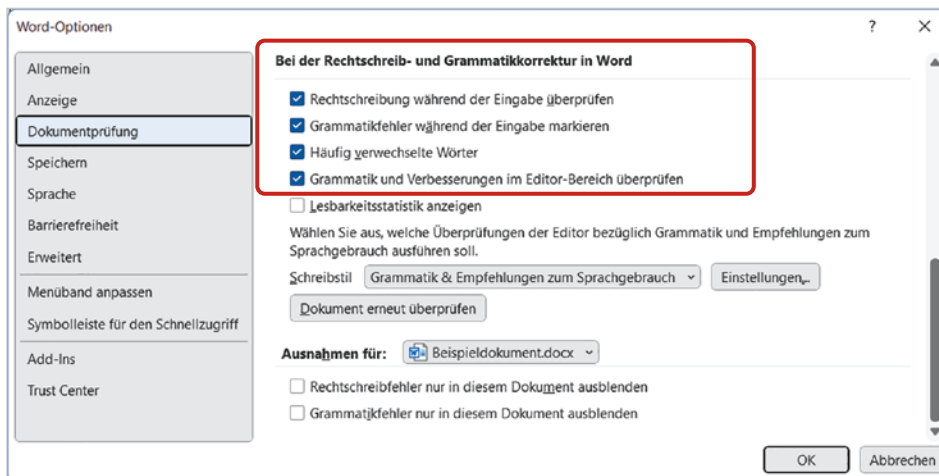 Word-Optionen
Allgemein
Anzeige
Dokumentprüfung
Speichern
Sprache
Barrierefreiheit
Erweitert
Menüband anpassen
Symbolleiste für den Schnellzugriff
Add-Ins
Trust Center
Bei der Rechtschreib- und Grammatikkorrektur in Word
Rechtschreibung während der Eingabe überprüfen
Grammatikfehler während der Eingabe markieren
Häufig verwechselte Wörter
Grammatik und Verbesserungen im Editor-Bereich überprüfen
Lesbarkeitsstatistik anzeigen
Wählen Sie aus, welche Überprüfungen der Editor bezüglich Grammatik und Empfehlungen zum
Sprachgebrauch ausführen soll.
Schreibstil Grammatik & Empfehlungen zum Sprachgebrauch Einstellungen...
Dokument erneut überprüfen
Ausnahmen für: Beispieldokument.docx
Rechtschreibfehler nur in diesem Dokument ausblenden
Grammatikfehler nur in diesem Dokument ausblenden
OK Abbrechen